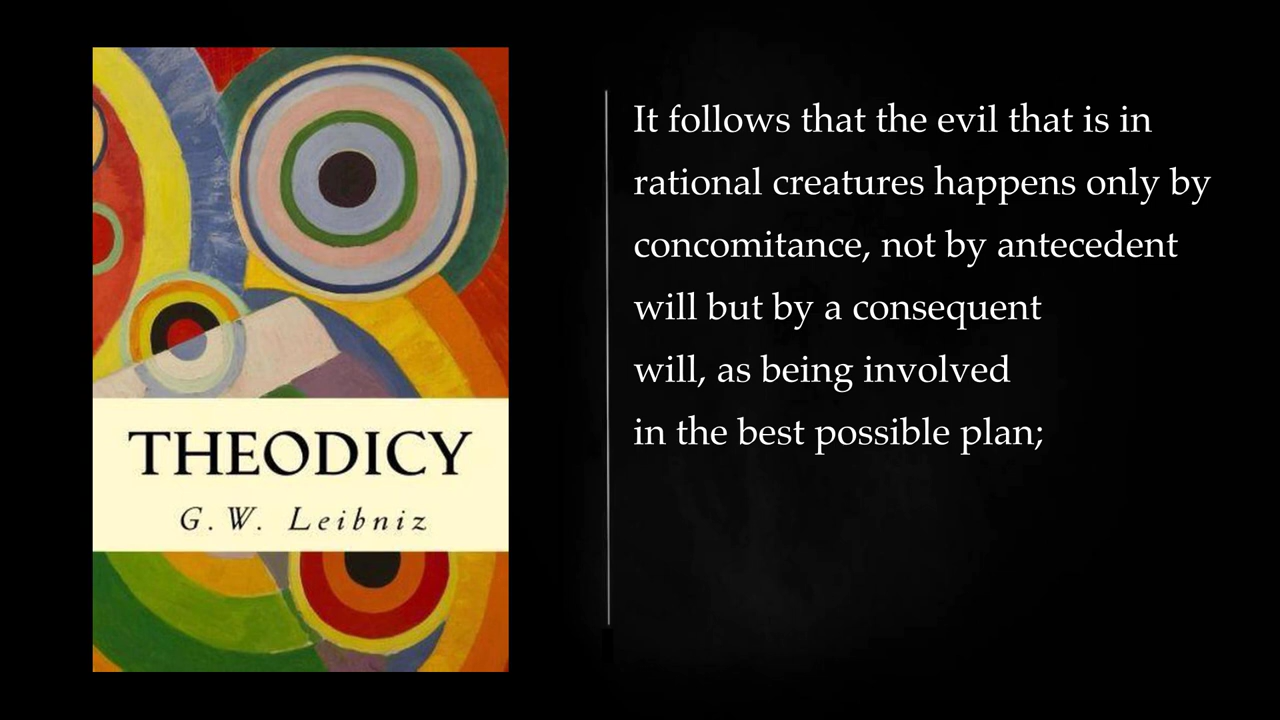 THEODICY
G. W. Leibniz
It follows that the evil that is in
rational creatures happens only by
concomitance, not by antecedent
will but by a consequent
will, as being involved
in the best possible plan;